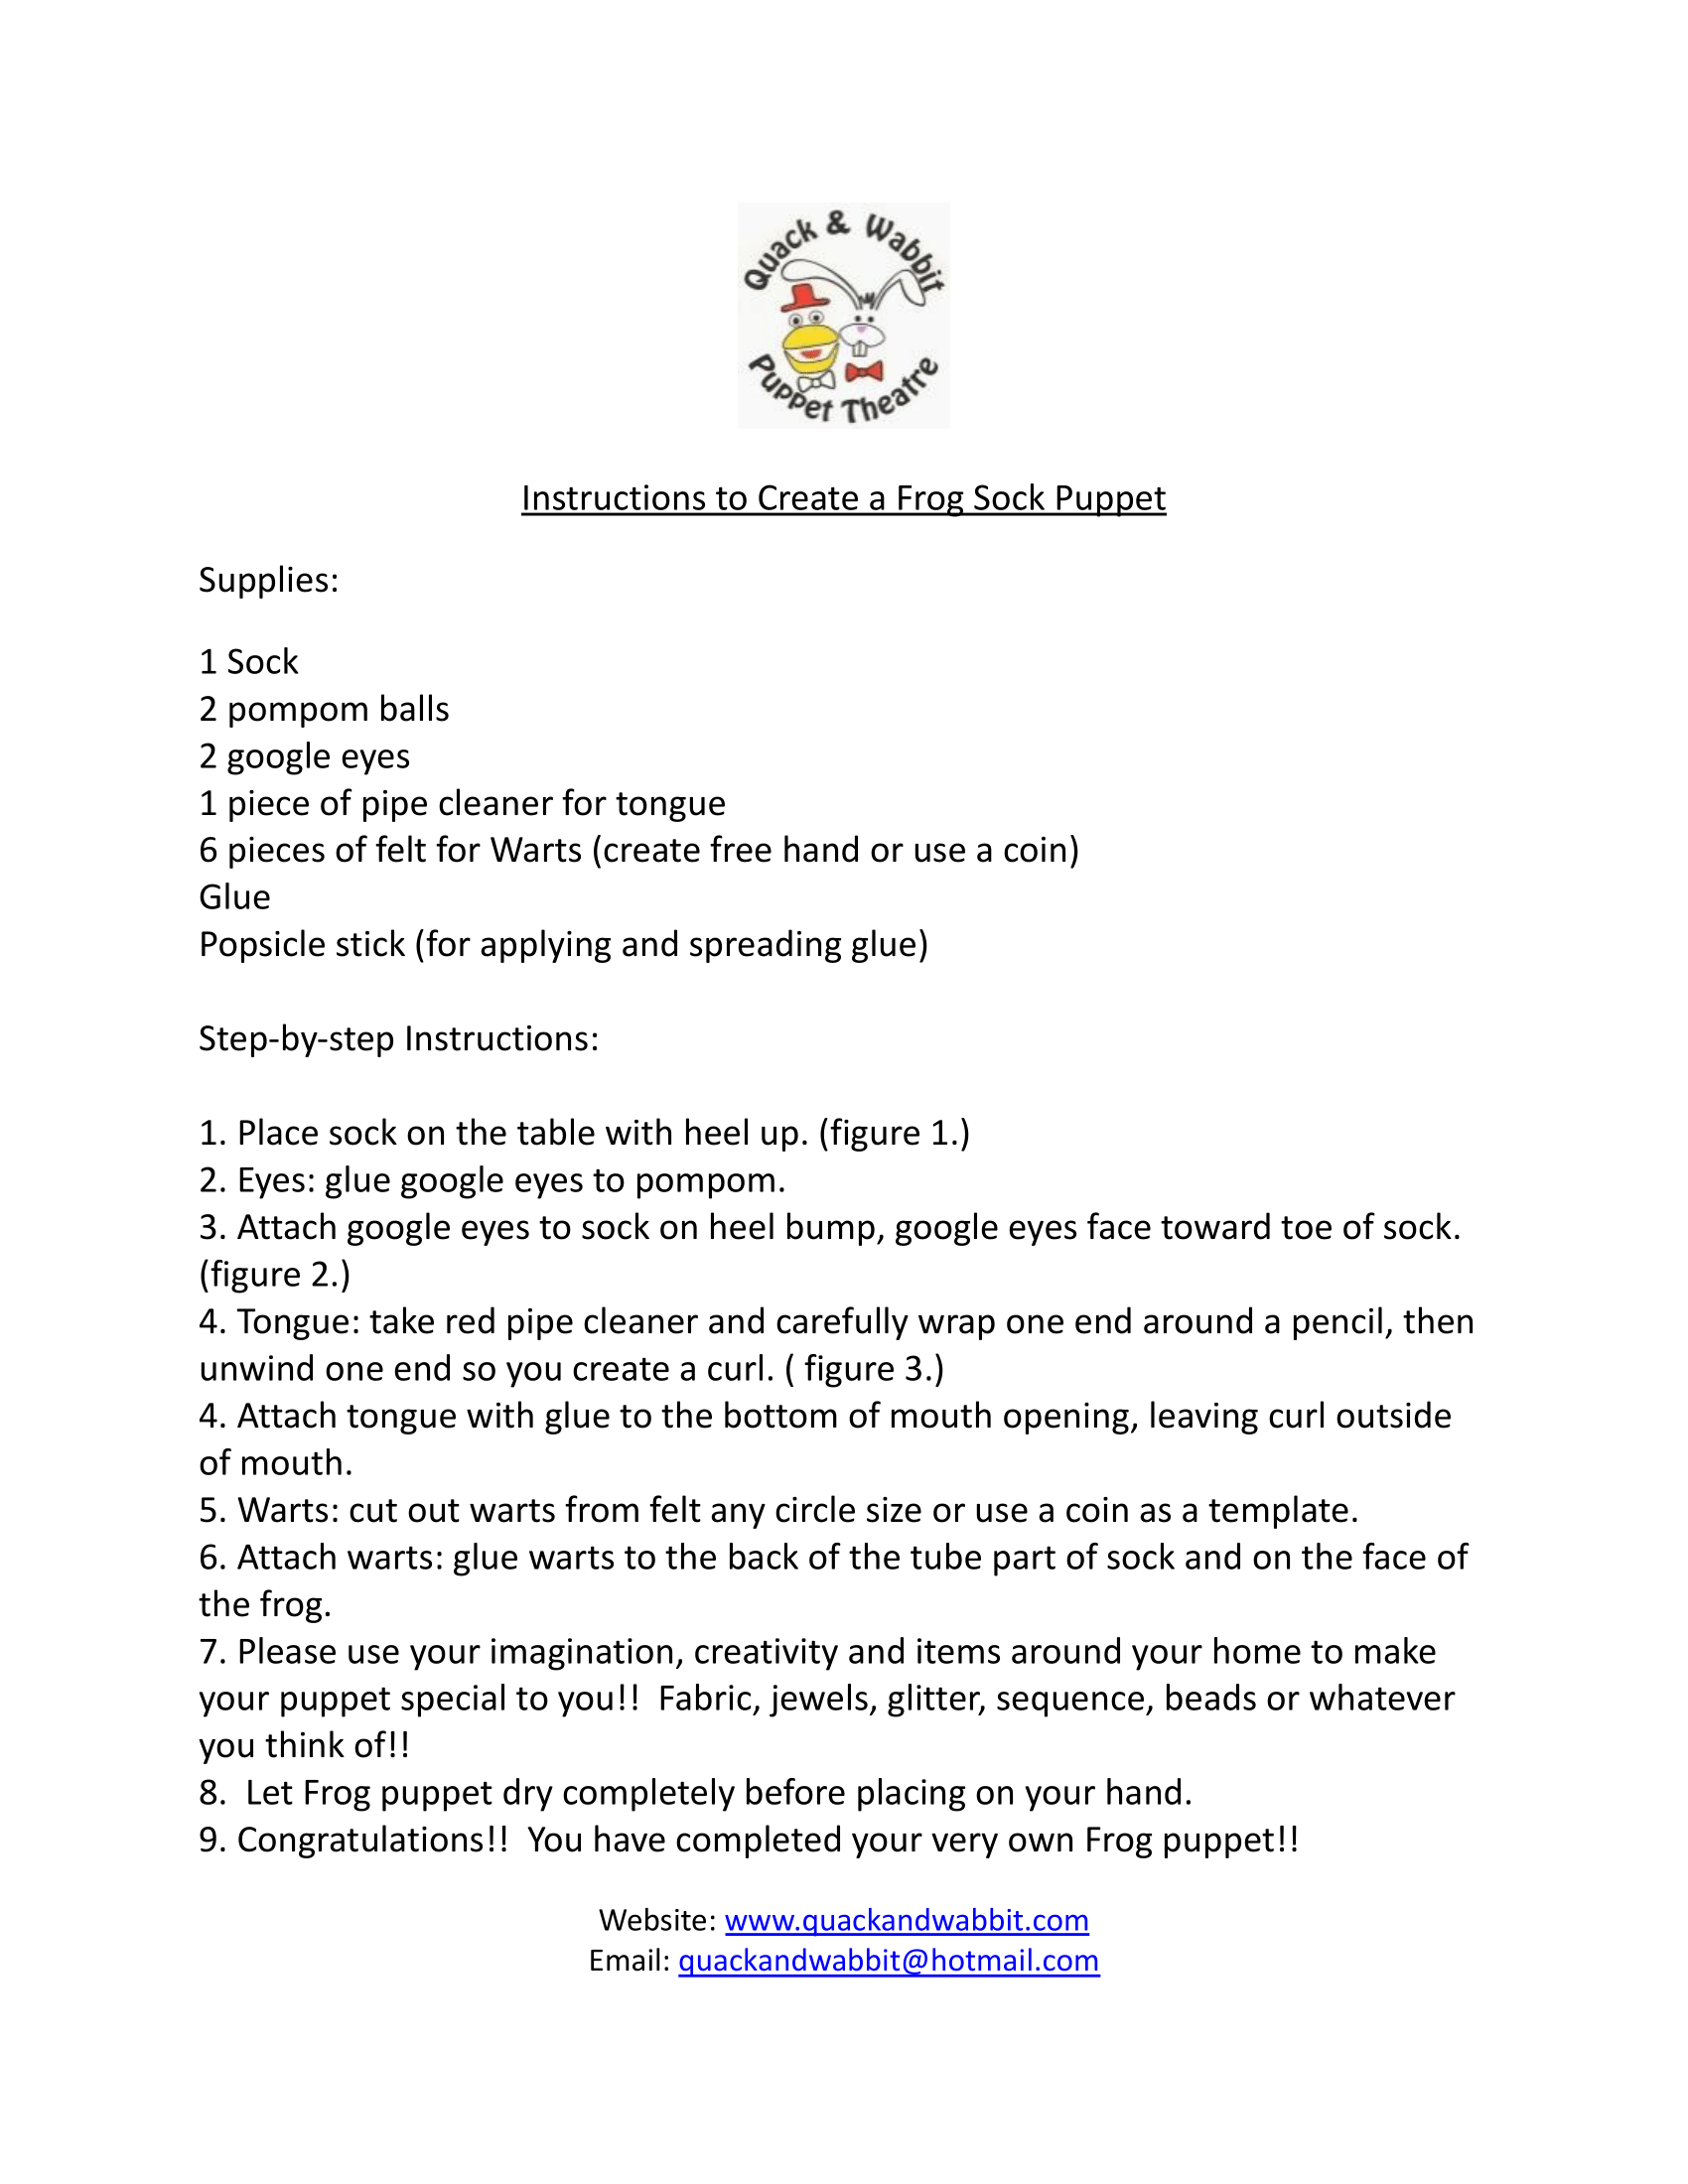 Quack & Wabbit
Puppet Theatre
Instructions to Create a Frog Sock Puppet
Supplies:
1 Sock
2 pompom balls
2 google eyes
1 piece of pipe cleaner for tongue
6 pieces of felt for Warts (create free hand or use a coin)
Glue
Popsicle stick (for applying and spreading glue)
Step-by-step Instructions:
1. Place sock on the table with heel up. (figure 1.)
2. Eyes: glue google eyes to pompom.
3. Attach google eyes to sock on heel bump, google eyes face toward toe of sock.
(figure 2.)
4. Tongue: take red pipe cleaner and carefully wrap one end around a pencil, then
unwind one end so you create a curl. ( figure 3.)
4. Attach tongue with glue to the bottom of mouth opening, leaving curl outside
of mouth.
5. Warts: cut out warts from felt any circle size or use a coin as a template.
6. Attach warts: glue warts to the back of the tube part of sock and on the face of
the frog.
7. Please use your imagination, creativity and items around your home to make
your puppet special to you!!  Fabric, jewels, glitter, sequence, beads or whatever
you think of!!
8.  Let Frog puppet dry completely before placing on your hand.
9. Congratulations!!  You have completed your very own Frog puppet!!
Website: www.quackandwabbit.com
Email: quackandwabbit@hotmail.com